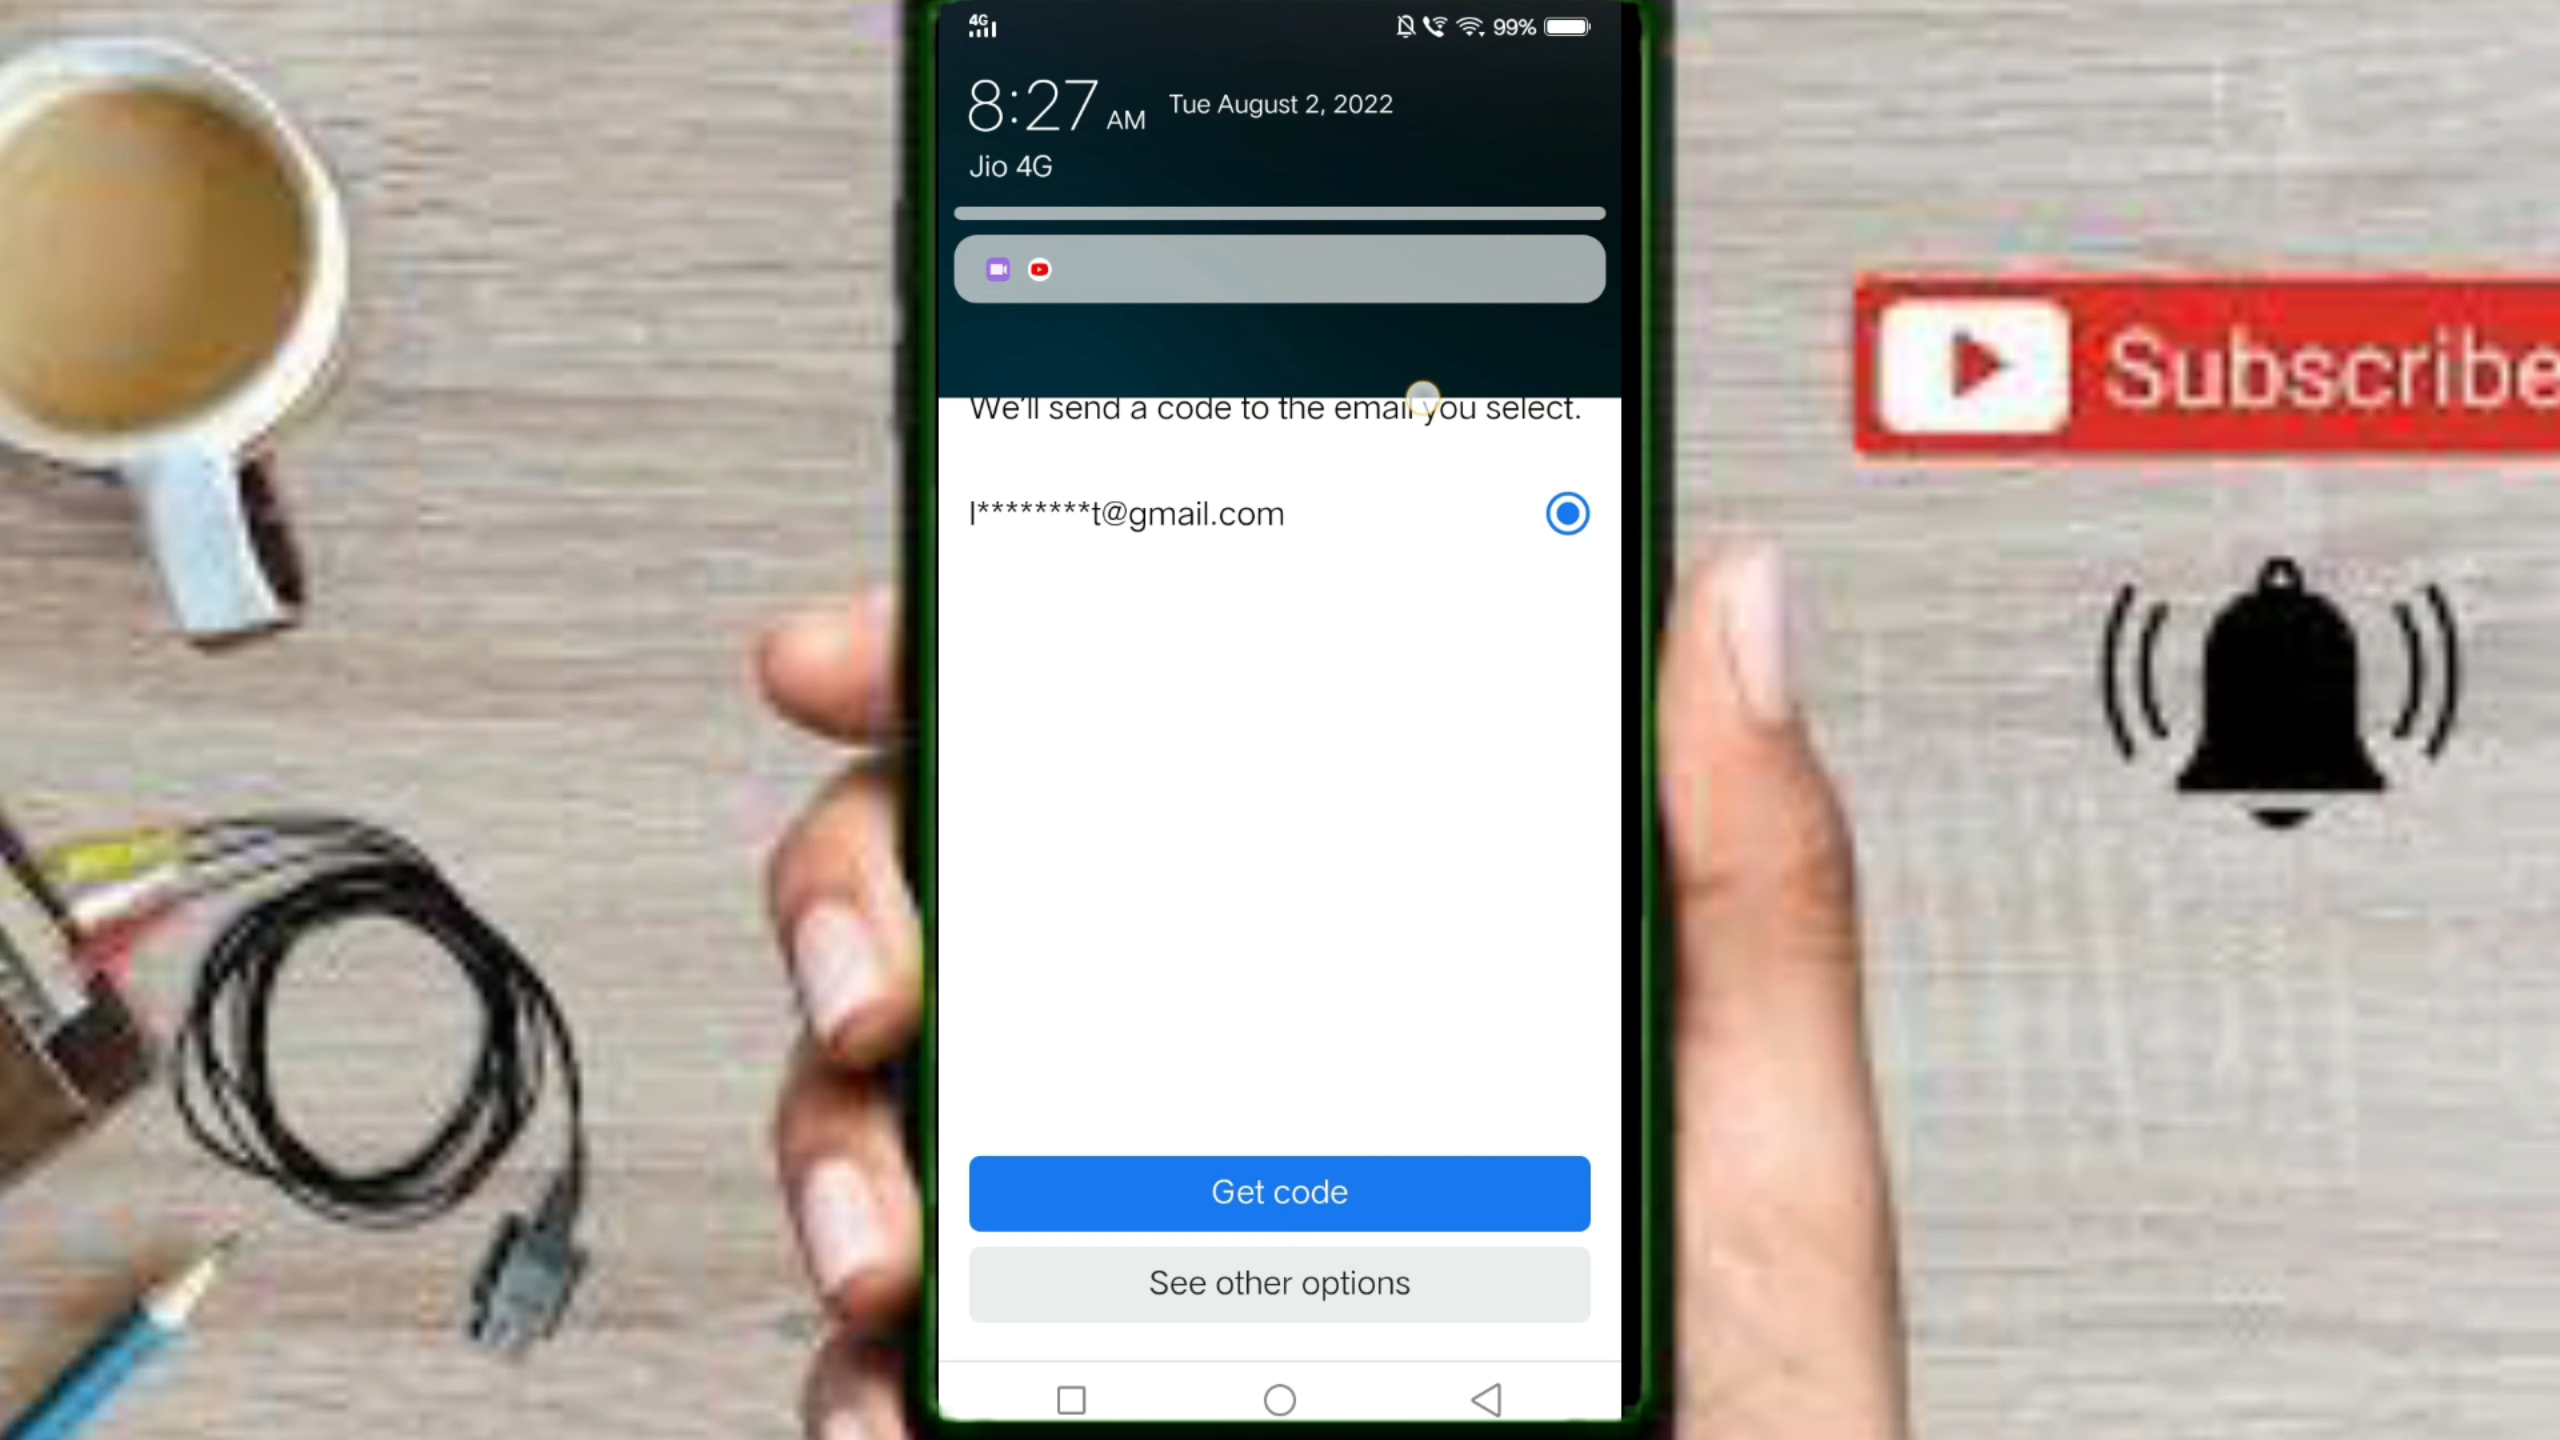 4G
99%
8:27 AM Tue August 2, 2022
Jio 4G
We'll send a code to the email you select.
l********t@gmail.com
Get code
See other options
Subscribe